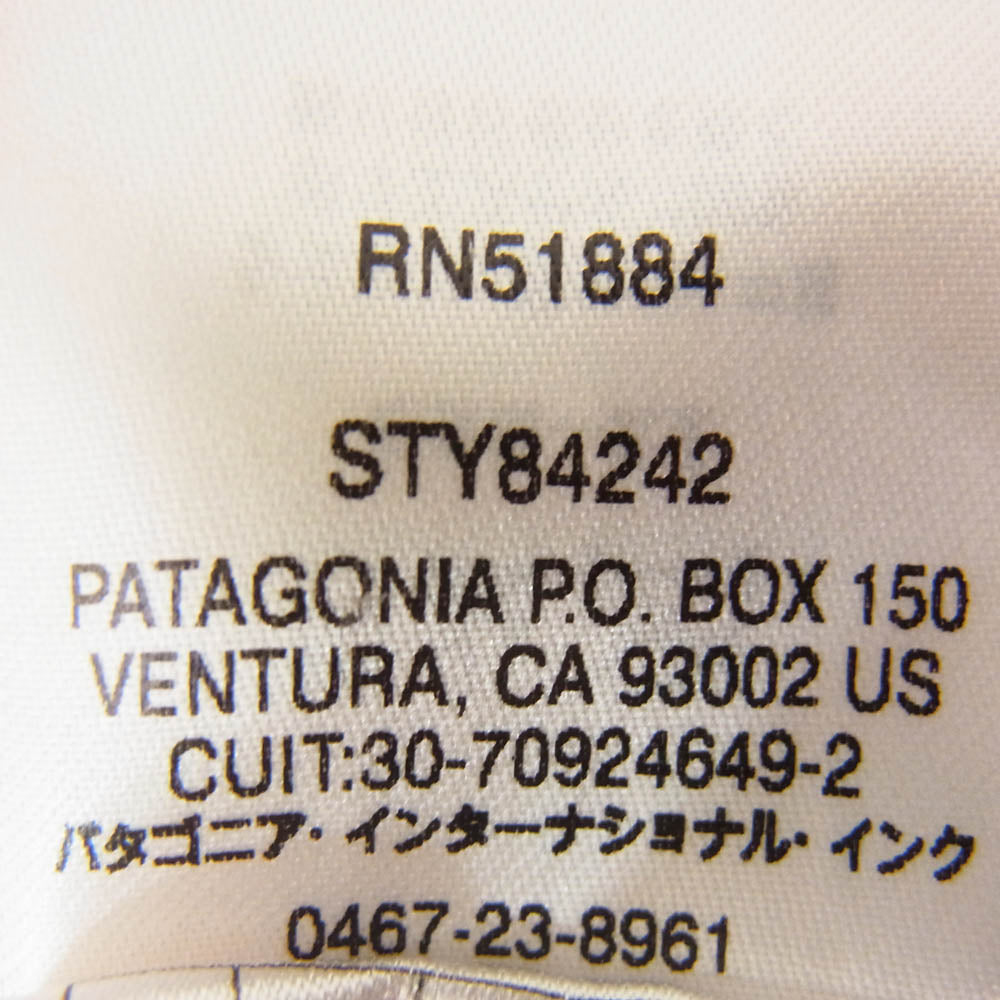 RN51884
STY84242
PATAGONIA P.O. BOX 150
VENTURA, CA 93002 US
CUIT:30-70924649-2
パタゴニア・インターナショナル・インク
0467-23-8961